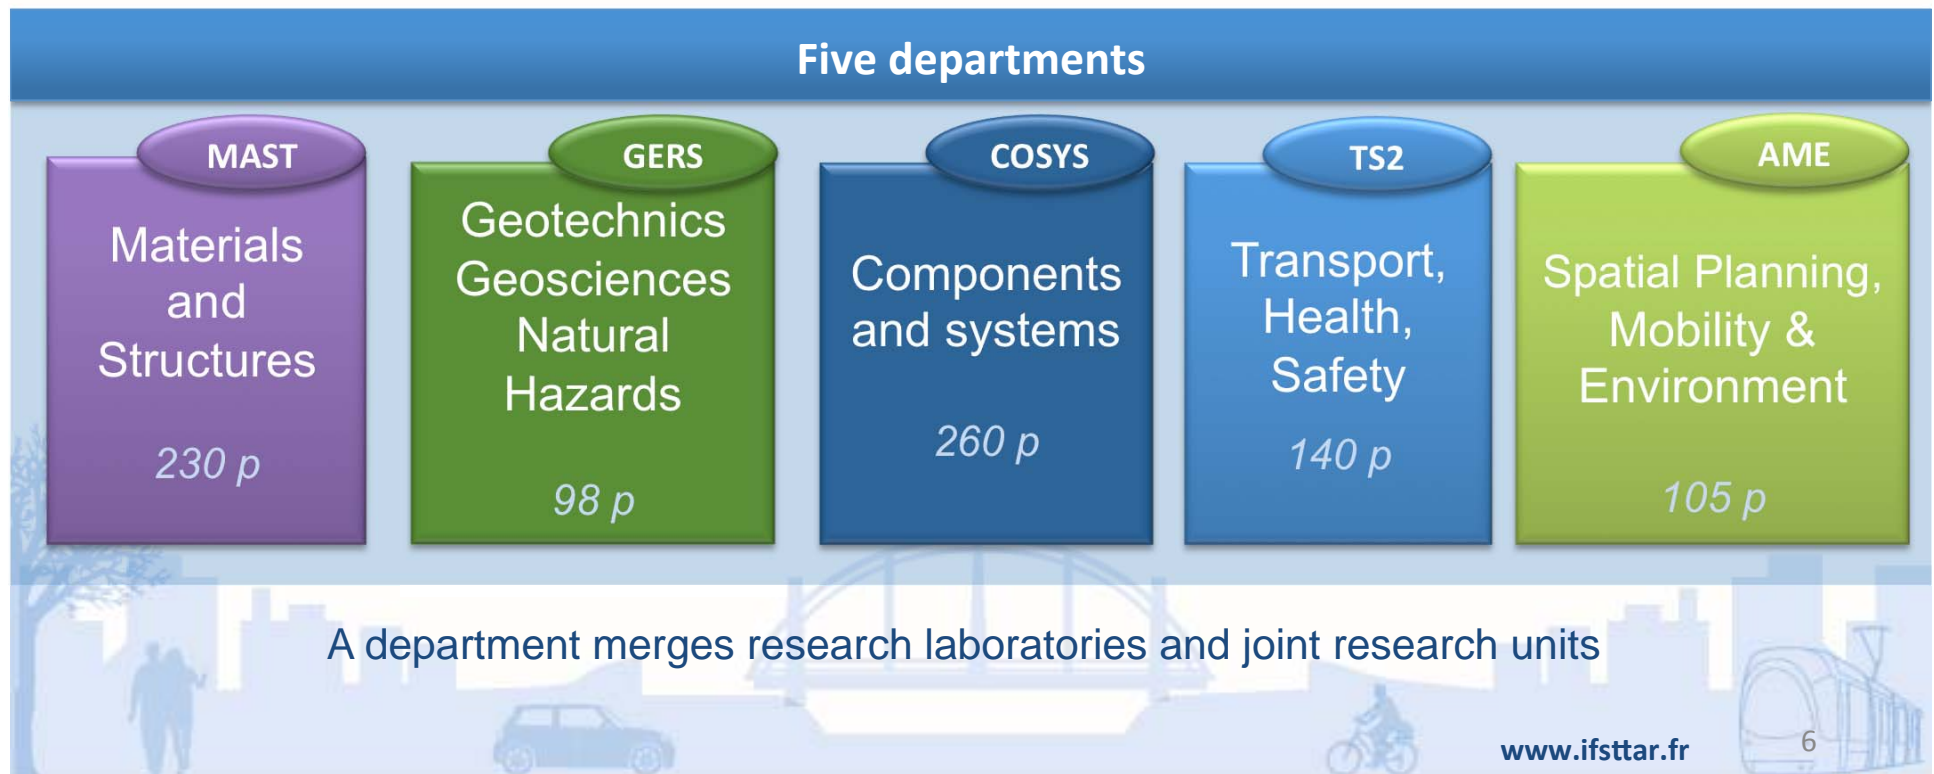 Five departments
MAST
Materials
and
Structures
230 p
GERS
Geotechnics
Geosciences
Natural
Hazards
98 p
COSYS
Components
and systems
260 p
TS2
Transport,
Health,
Safety
140 p
AME
Spatial Planning,
Mobility &
Environment
105 p
A department merges research laboratories and joint research units
www.ifsttar.fr
6